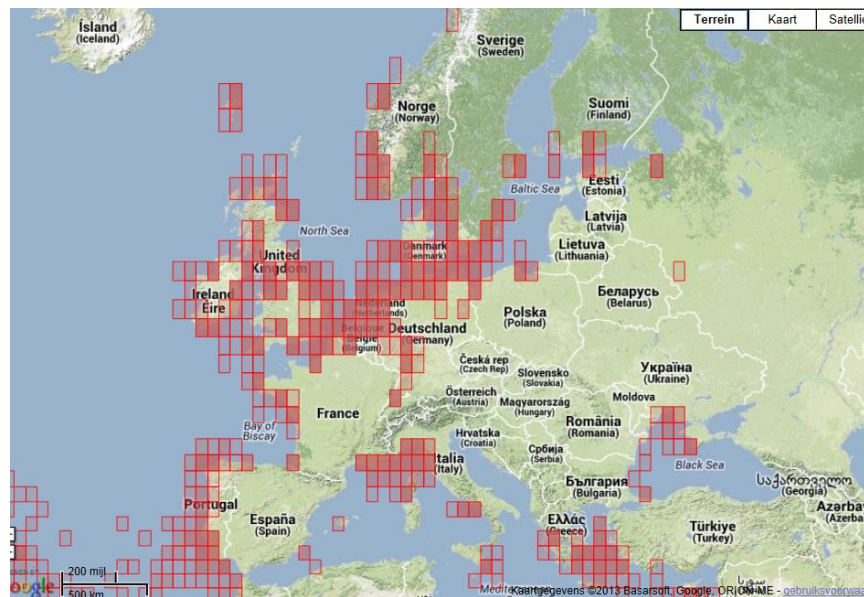 Ísland
(Iceland)
Terrein
Kaart
Sverige
(Sweden)
Norge
(Norway)
Suomi
(Finland)
Baltic Sea
Eesti
(Estonia)
Latvija
(Latvia)
North Sea
Danmark
(Denmark)
Lietuva
(Lithuania)
United
Kingdom
Ireland
Éire
Nederland
(Netherlands)
Беларусь
(Belarus)
Polska
(Poland)
België
(Belgium)
Deutschland
(Germany)
Česká rep
(Czech Rep)
Slovensko
(Slovakia)
Україна
(Ukraine)
Österreich
(Austria)
Magyarország
(Hungary)
Moldova
France
Bay of
Biscay
Hrvatska
(Croatia)
România
(Romania)
Italia
(Italy)
Србија
(Serbia)
Black Sea
България
(Bulgaria)
საქართველო
(Georgia)
Portugal
España
(Spain)
Ελλάς
(Greece)
Türkiye
(Turkey)
200 mijl
500 km
Kaartgegevens ©2013 Basarsoft, Google, ORION-ME -